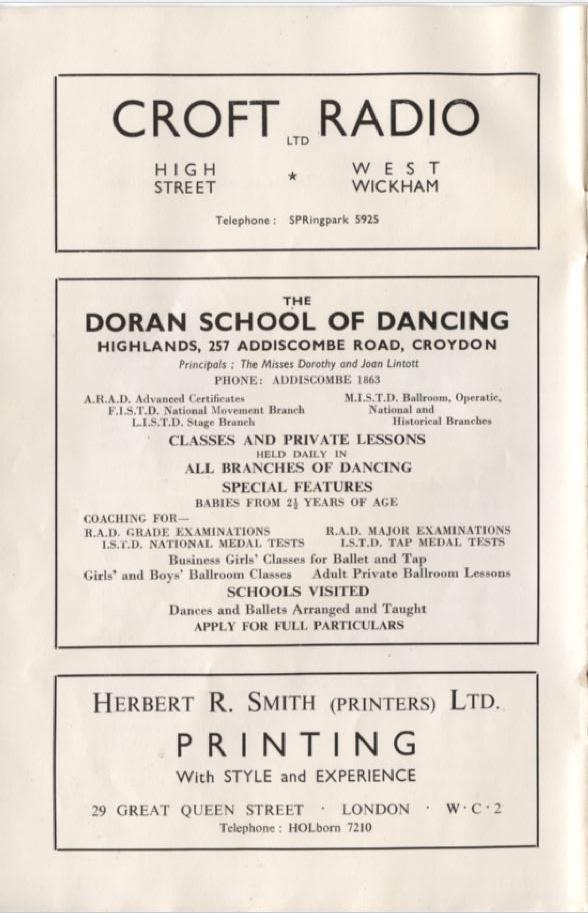 CROFT LTD RADIO
HIGH STREET * WEST WICKHAM
Telephone : SPRingpark 5925
THE
DORAN SCHOOL OF DANCING
HIGHLANDS, 257 ADDISCOMBE ROAD, CROYDON
Principals : The Misses Dorothy and Joan Lintott
PHONE: ADDISCOMBE 1863
A.R.A.D. Advanced Certificates
F.I.S.T.D. National Movement Branch
L.I.S.T.D. Stage Branch
M.I.S.T.D. Ballroom, Operatic,
National and
Historical Branches
CLASSES AND PRIVATE LESSONS
HELD DAILY IN
ALL BRANCHES OF DANCING
SPECIAL FEATURES
BABIES FROM 2½ YEARS OF AGE
COACHING FOR—
R.A.D. GRADE EXAMINATIONS
I.S.T.D. NATIONAL MEDAL TESTS
R.A.D. MAJOR EXAMINATIONS
I.S.T.D. TAP MEDAL TESTS
Business Girls' Classes for Ballet and Tap
Girls' and Boys' Ballroom Classes Adult Private Ballroom Lessons
SCHOOLS VISITED
Dances and Ballets Arranged and Taught
APPLY FOR FULL PARTICULARS
HERBERT R. SMITH (PRINTERS) LTD.
PRINTING
With STYLE and EXPERIENCE
29 GREAT QUEEN STREET · LONDON · W·C·2
Telephone : HOLborn 7210